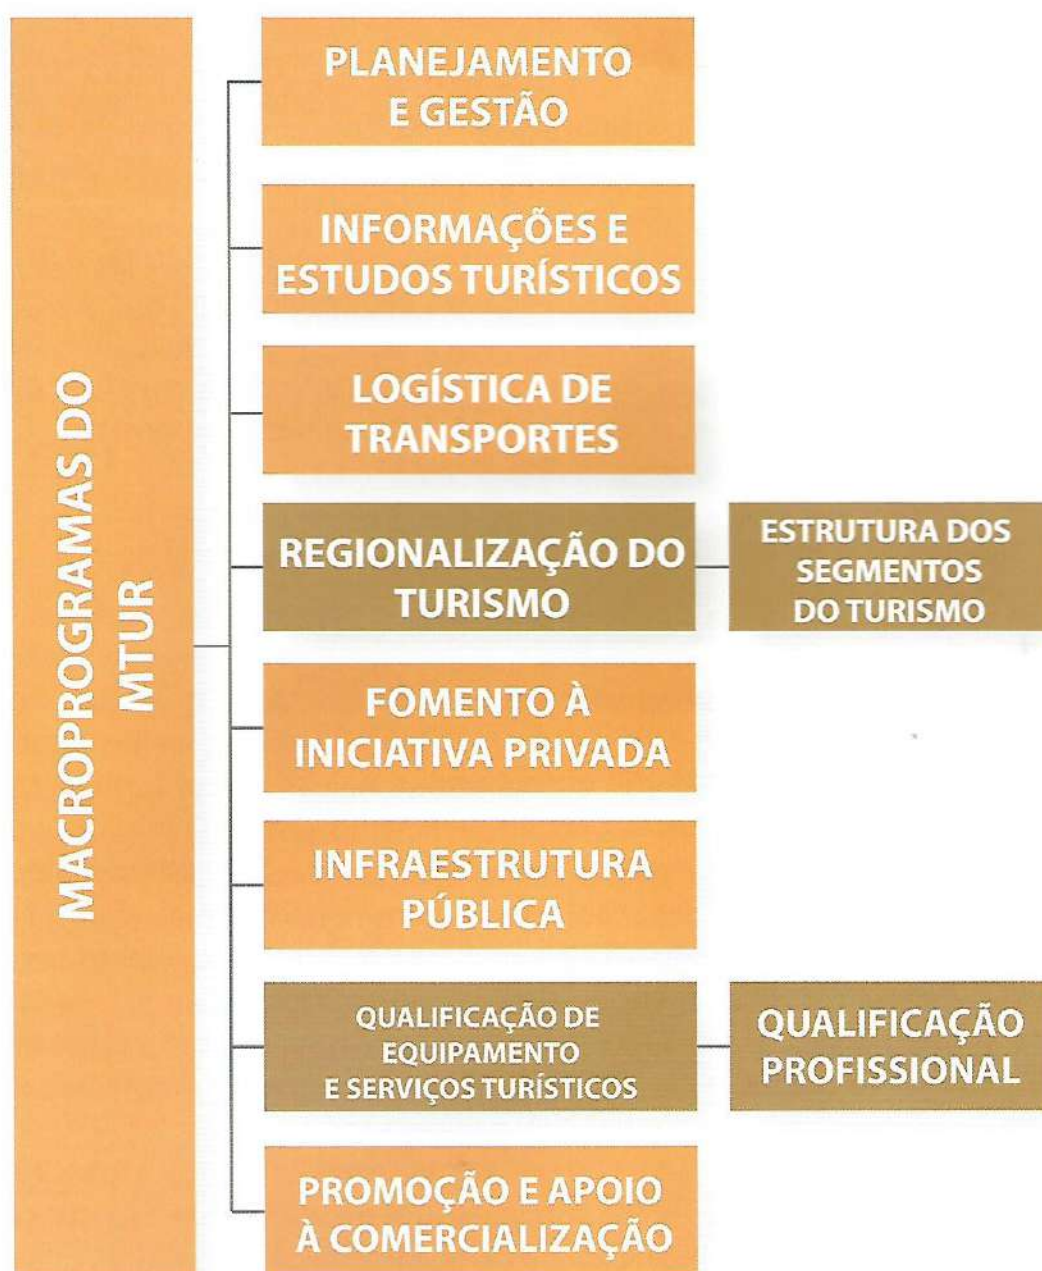 MACROPROGRAMAS DO
MTUR
PLANEJAMENTO
E GESTÃO
INFORMAÇÕES E
ESTUDOS TURÍSTICOS
LOGÍSTICA DE
TRANSPORTES
REGIONALIZAÇÃO DO
TURISMO
ESTRUTURA DOS
SEGMENTOS
DO TURISMO
FOMENTO À
INICIATIVA PRIVADA
INFRAESTRUTURA
PÚBLICA
QUALIFICAÇÃO DE
EQUIPAMENTO
E SERVIÇOS TURÍSTICOS
QUALIFICAÇÃO
PROFISSIONAL
PROMOÇÃO E APOIO
À COMERCIALIZAÇÃO